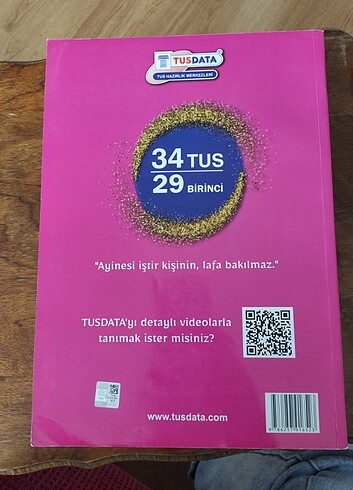 TUSDATA
TUS HAZIRLIK MERKEZLERİ
34 TUS
29 BİRİNCİ
"Ayinesi iştir kişinin, lafa bakılmaz."
TUSDATA'yı detaylı videolarla
tanımak ister misiniz?
www.tusdata.com